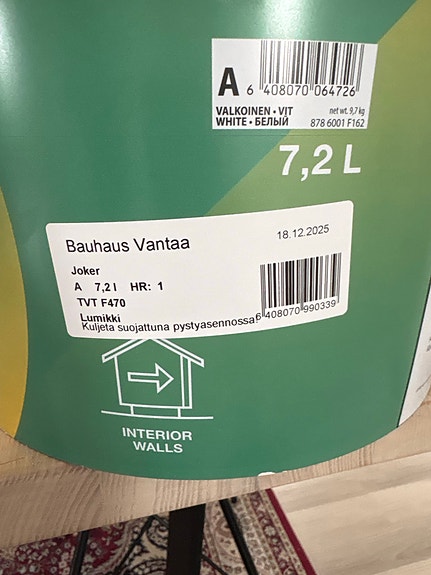 A
6 408070 064726
VALKOINEN • VIT
WHITE • БЕЛЫЙ
net wt. 9,7 kg
878 6001 F162
7,2 L
Bauhaus Vantaa
18.12.2025
Joker
A 7,2 l HR: 1
TVT F470
Lumikki
Kuljeta suojattuna pystyasennossa!
6 408070 990339
INTERIOR
WALLS